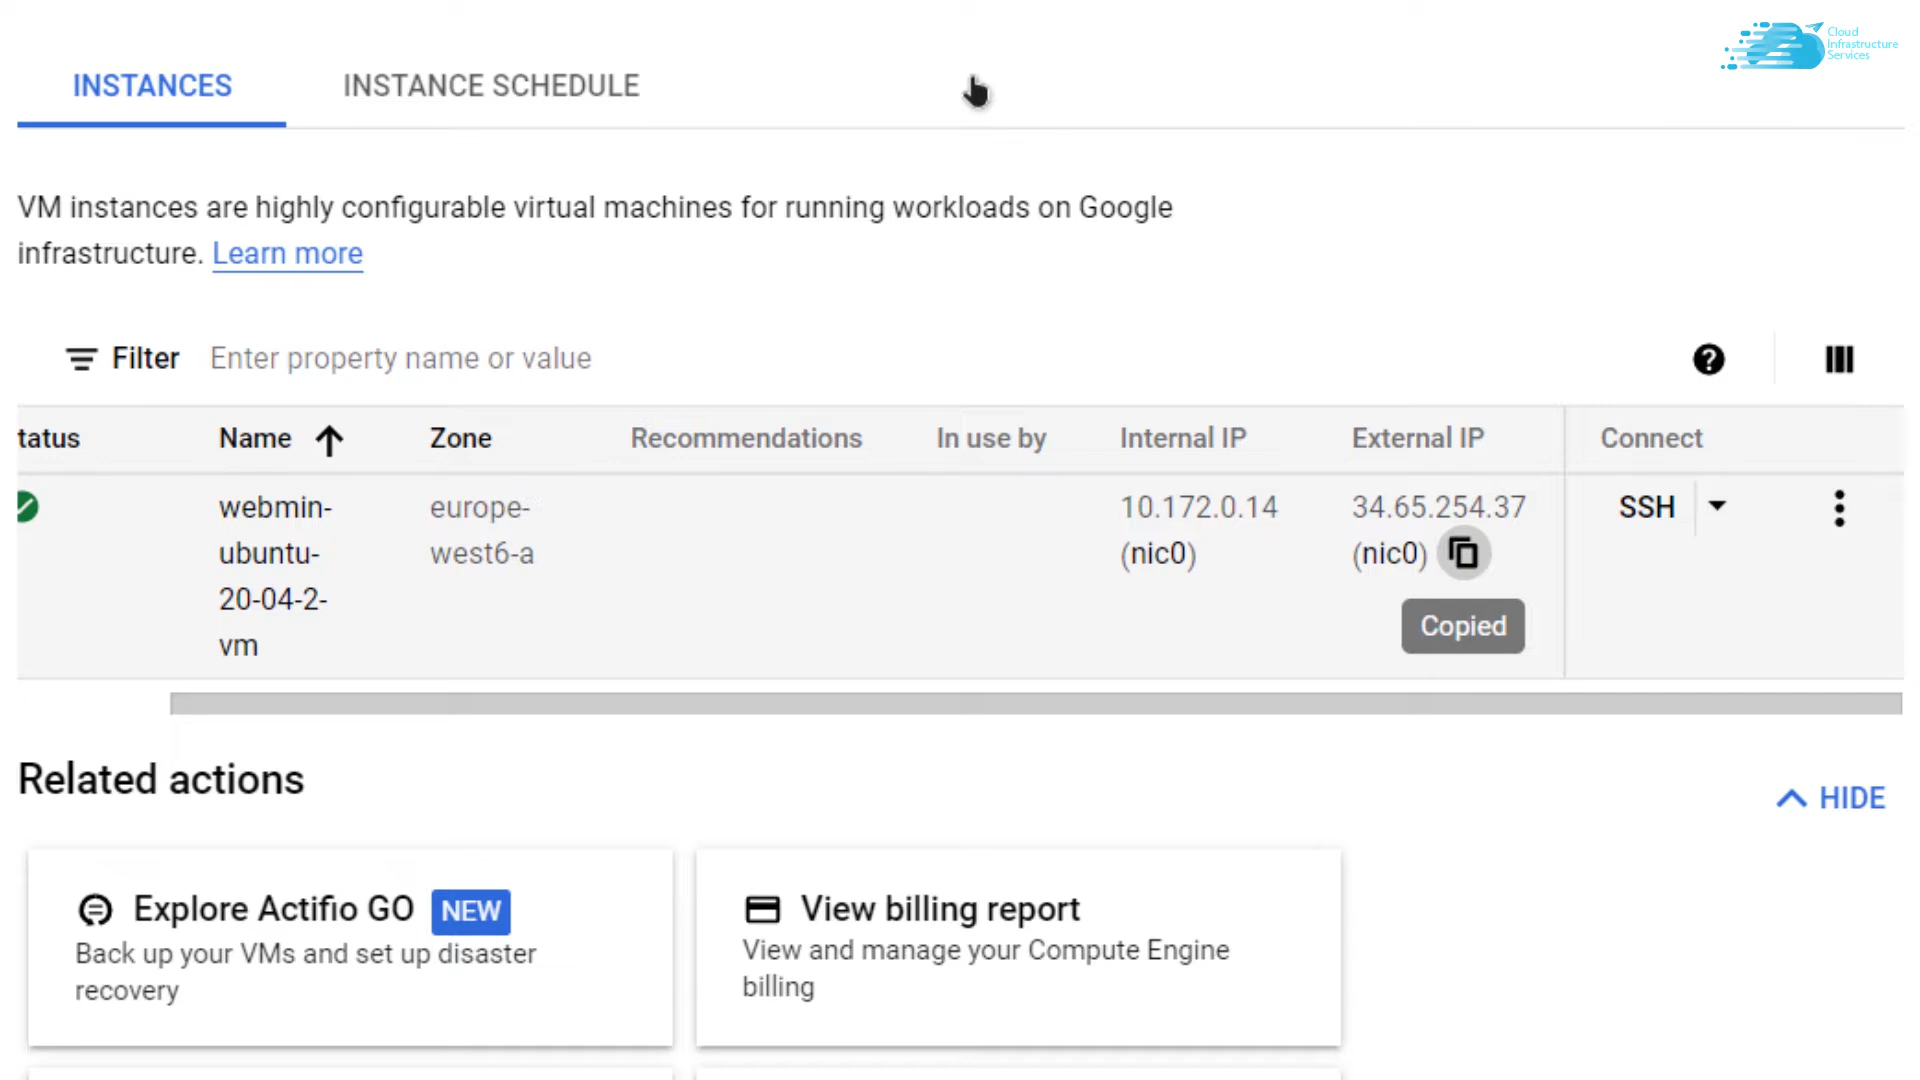 Cloud
Infrastructure
Services
INSTANCES INSTANCE SCHEDULE
VM instances are highly configurable virtual machines for running workloads on Google
infrastructure. Learn more
Filter Enter property name or value
tatus Name Zone Recommendations In use by Internal IP External IP Connect
webmin- europe- 10.172.0.14 34.65.254.37 SSH
ubuntu- west6-a (nic0) (nic0)
20-04-2-
vm
Copied
Related actions
HIDE
Explore Actifio GO NEW
Back up your VMs and set up disaster
recovery
View billing report
View and manage your Compute Engine
billing